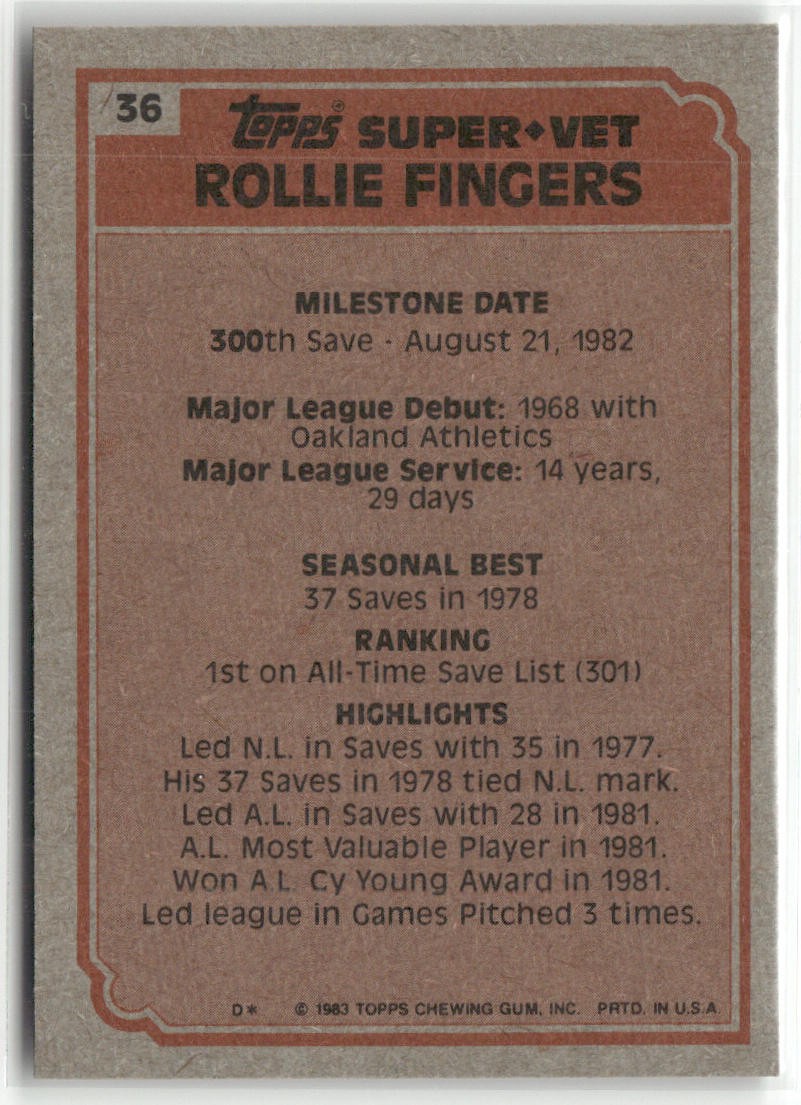 36
TOPPS® SUPER◆VET
ROLLIE FINGERS
MILESTONE DATE
300th Save - August 21, 1982
Major League Debut: 1968 with
Oakland Athletics
Major League Service: 14 years,
29 days
SEASONAL BEST
37 Saves in 1978
RANKING
1st on All-Time Save List (301)
HIGHLIGHTS
Led N.L. in Saves with 35 in 1977.
His 37 Saves in 1978 tied N.L. mark.
Led A.L. in Saves with 28 in 1981.
A.L. Most Valuable Player in 1981.
Won A.L. Cy Young Award in 1981.
Led league in Games Pitched 3 times.
D* © 1983 TOPPS CHEWING GUM, INC. PRTD. IN U.S.A.